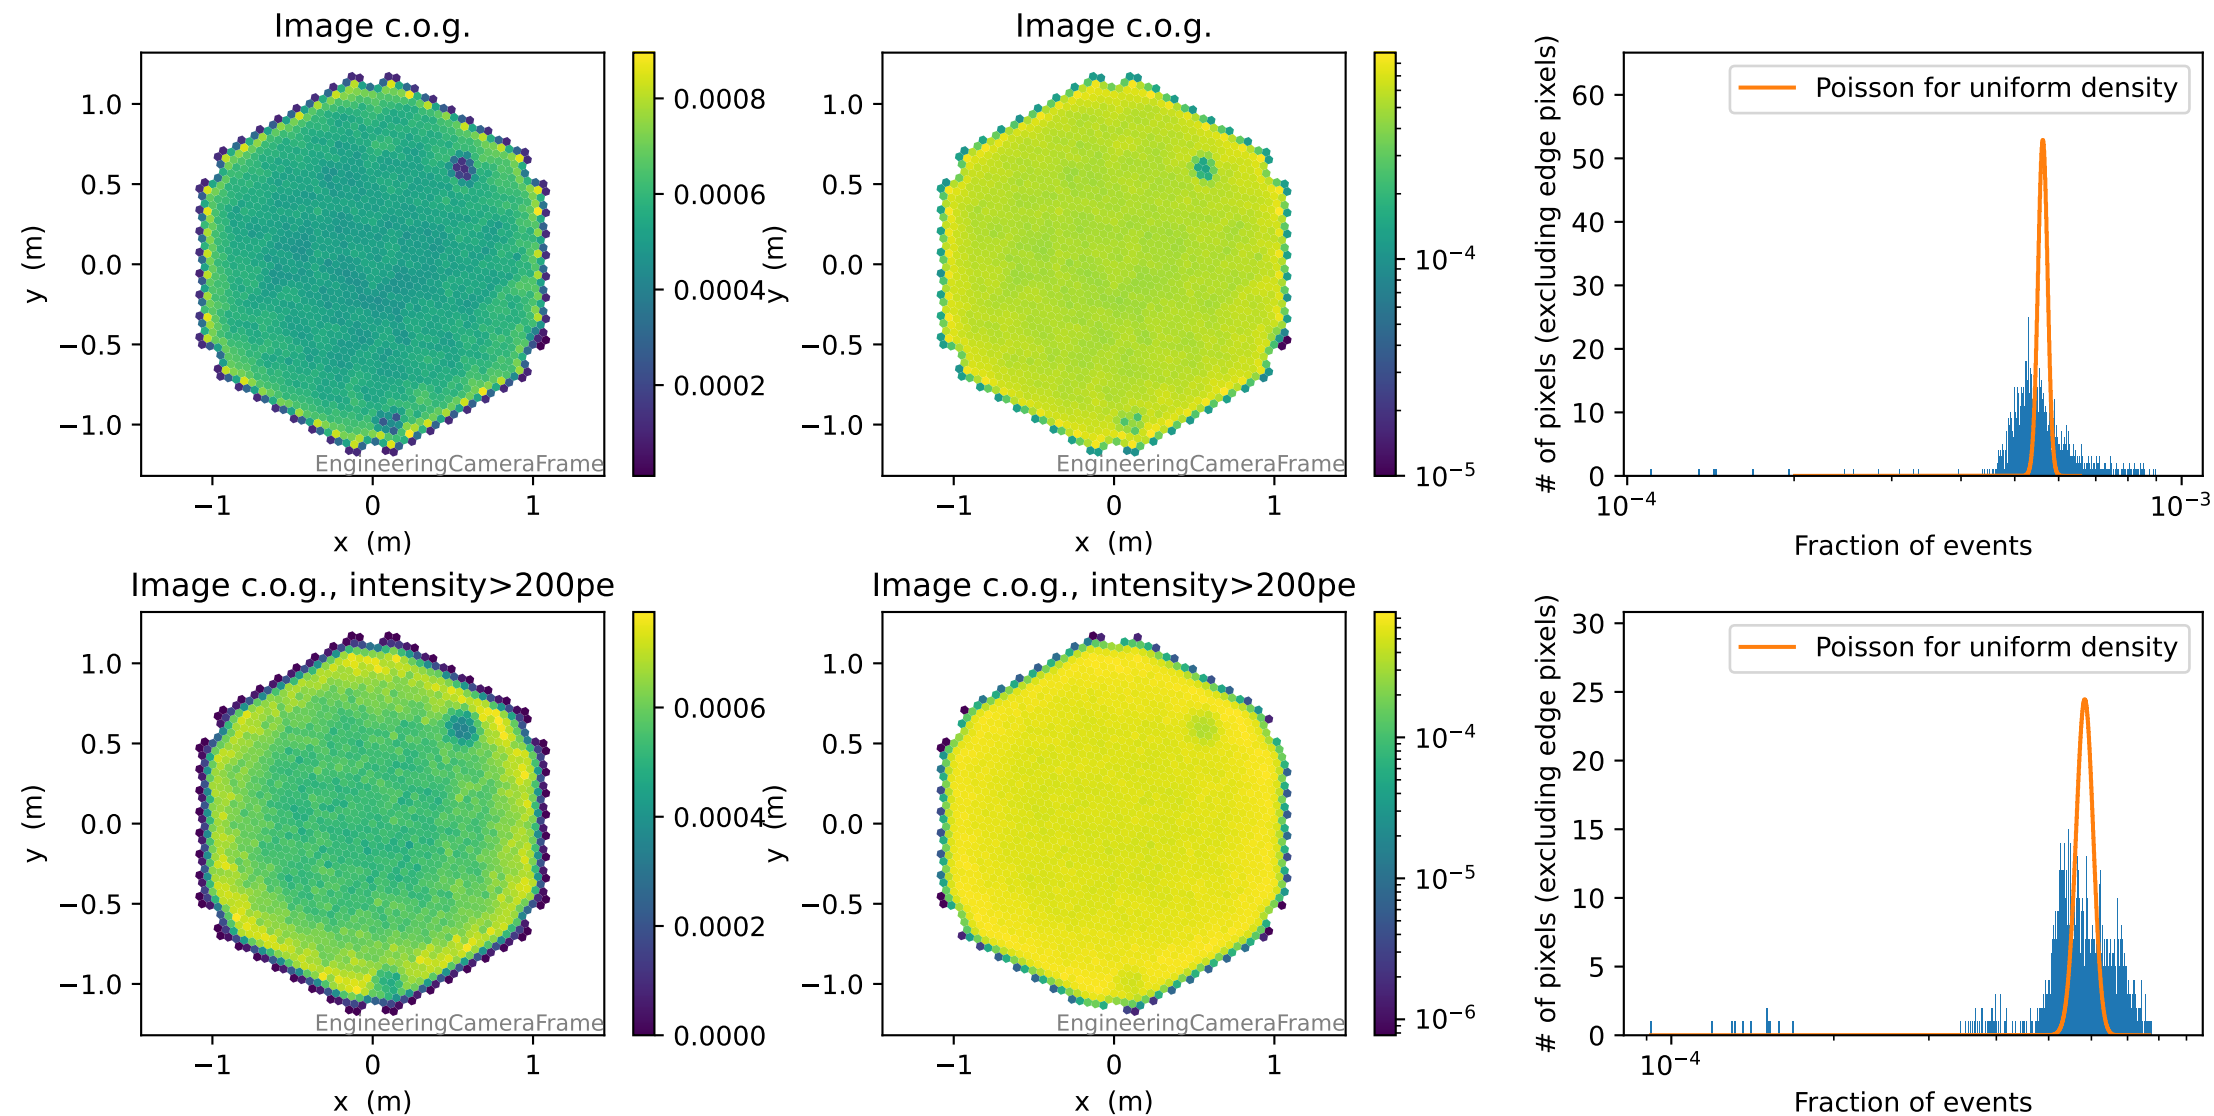 Image c.o.g.
y (m)
1.0
0.5
0.0
−0.5
−1.0
−1
0
1
x (m)
EngineeringCameraFrame
0.0008
0.0006
0.0004
0.0002
Image c.o.g.
y (m)
1.0
0.5
0.0
−0.5
−1.0
−1
0
1
x (m)
EngineeringCameraFrame
10−4
10−5
# of pixels (excluding edge pixels)
60
50
40
30
20
10
0
Poisson for uniform density
10−4
10−3
Fraction of events
Image c.o.g., intensity>200pe
y (m)
1.0
0.5
0.0
−0.5
−1.0
−1
0
1
x (m)
EngineeringCameraFrame
0.0006
0.0004
0.0002
0.0000
Image c.o.g., intensity>200pe
y (m)
1.0
0.5
0.0
−0.5
−1.0
−1
0
1
x (m)
EngineeringCameraFrame
10−4
10−5
10−6
# of pixels (excluding edge pixels)
30
25
20
15
10
5
0
Poisson for uniform density
10−4
Fraction of events